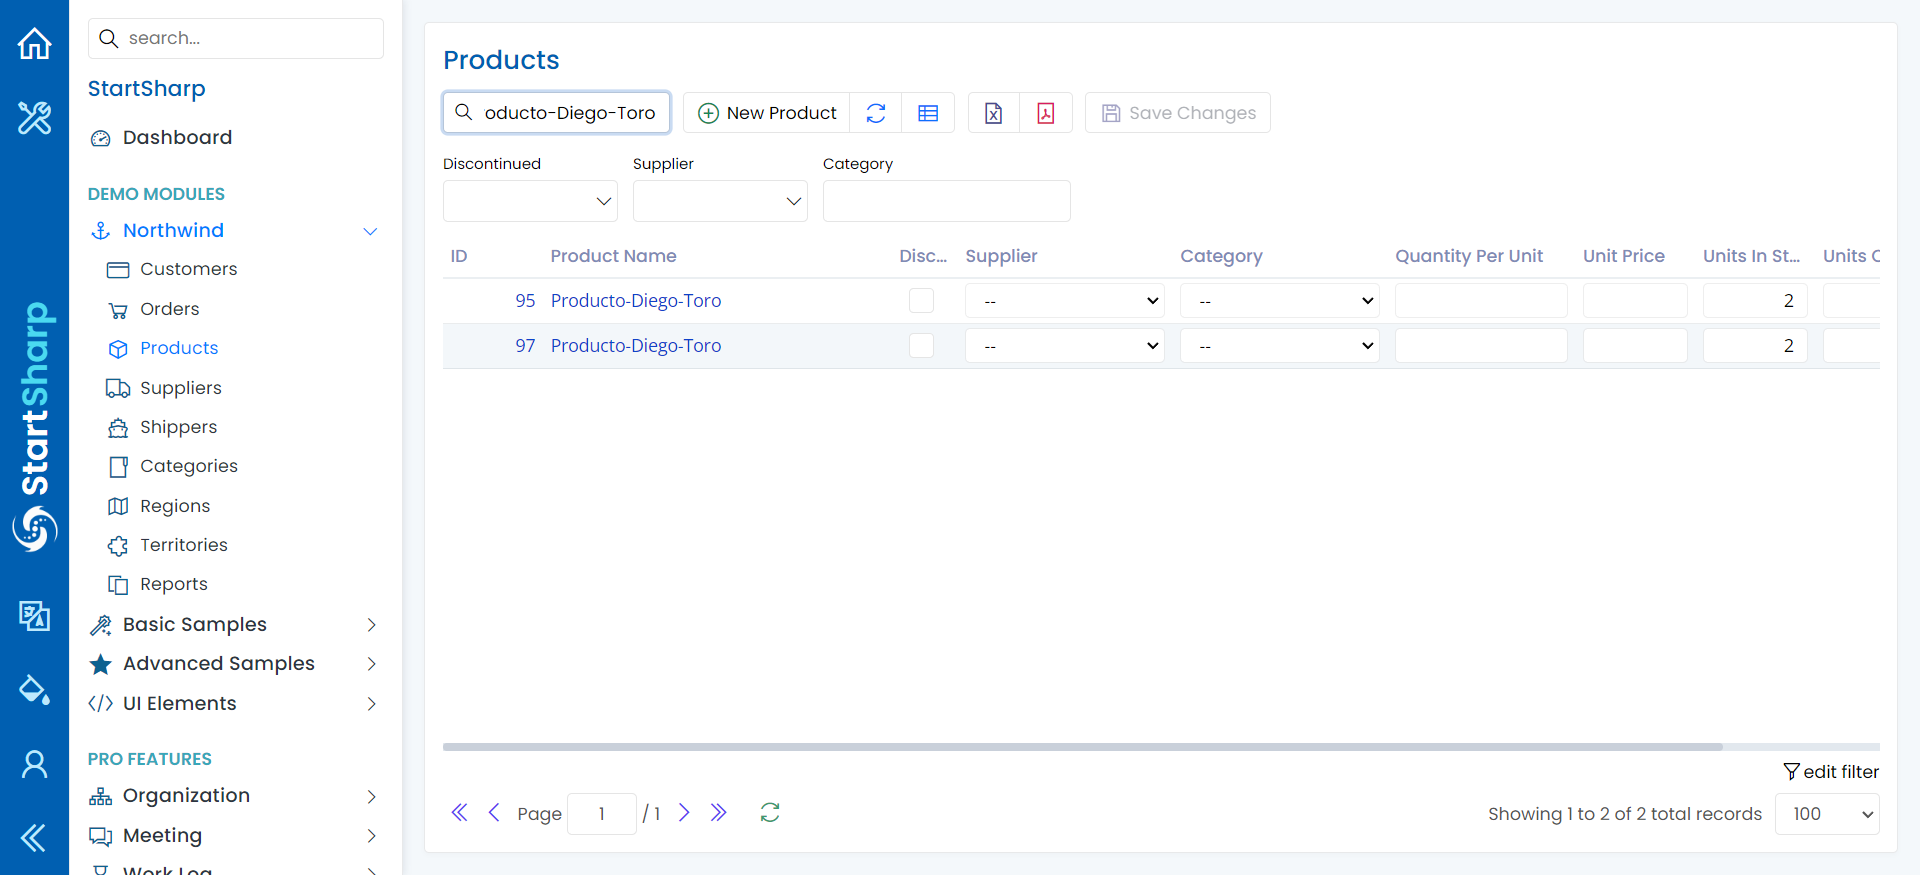 search...
StartSharp
Dashboard
DEMO MODULES
Northwind
Customers
Orders
Products
Suppliers
Shippers
Categories
Regions
Territories
Reports
Basic Samples
Advanced Samples
UI Elements
PRO FEATURES
Organization
Meeting
Work Log
StartSharp
Products
oducto-Diego-Toro
New Product
Save Changes
Discontinued Supplier Category
ID Product Name Disc... Supplier Category Quantity Per Unit Unit Price Units In St... Units
95 Producto-Diego-Toro -- -- 2
97 Producto-Diego-Toro -- -- 2
edit filter
Page 1 / 1
Showing 1 to 2 of 2 total records 100